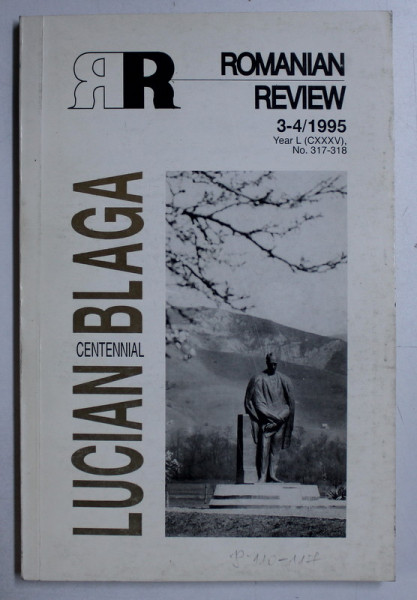 RR
ROMANIAN
REVIEW
3-4/1995
Year L (CXXXV),
No. 317-318
LUCIAN BLAGA
CENTENNIAL